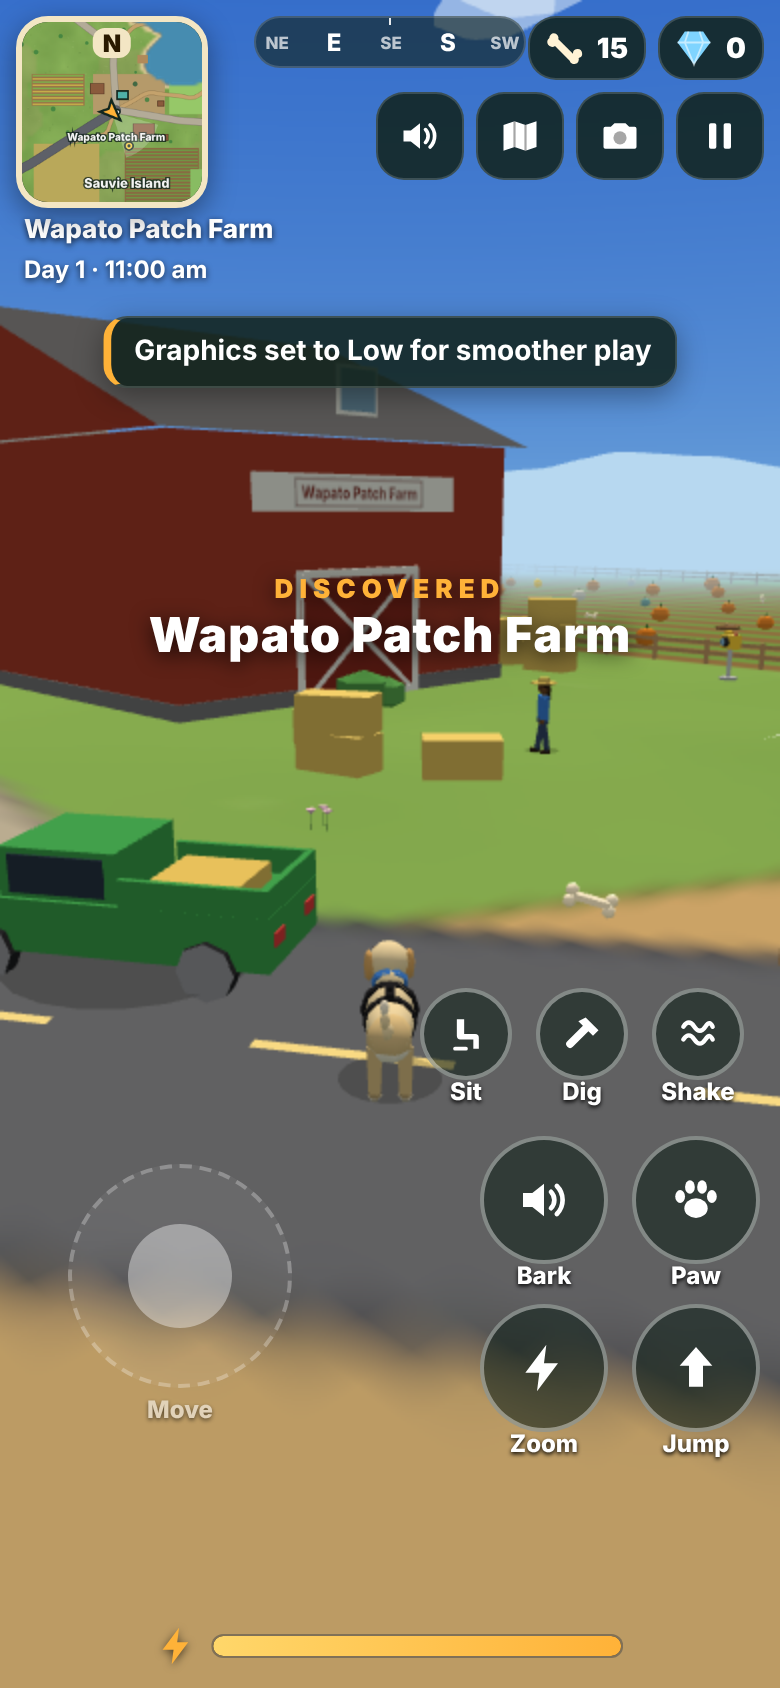 N
NE E SE S SW
15
0
Wapato Patch Farm
Sauvie Island
Wapato Patch Farm
Day 1 · 11:00 am
Graphics set to Low for smoother play
Wapato Patch Farm
DISCOVERED
Wapato Patch Farm
Sit
Dig
Shake
Bark
Paw
Move
Zoom
Jump